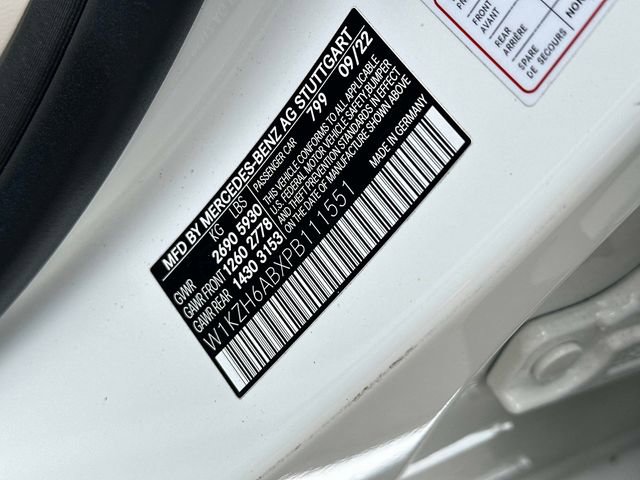 MFD BY MERCEDES-BENZ AG STUTTGART
KG LBS PASSENGER CAR 799 09/22
GVWR 2690 5930 THIS VEHICLE CONFORMS TO ALL APPLICABLE
GAWR FRONT 1260 2778 U.S. FEDERAL MOTOR VEHICLE SAFETY BUMPER
GAWR REAR 1430 3153 AND THEFT PREVENTION STANDARDS IN EFFECT
ON THE DATE OF MANUFACTURE SHOWN ABOVE
W1KZH6ABXPB111551 MADE IN GERMANY
FRONT
AVANT
REAR
ARRIÈRE
SPARE
DE SECOURS